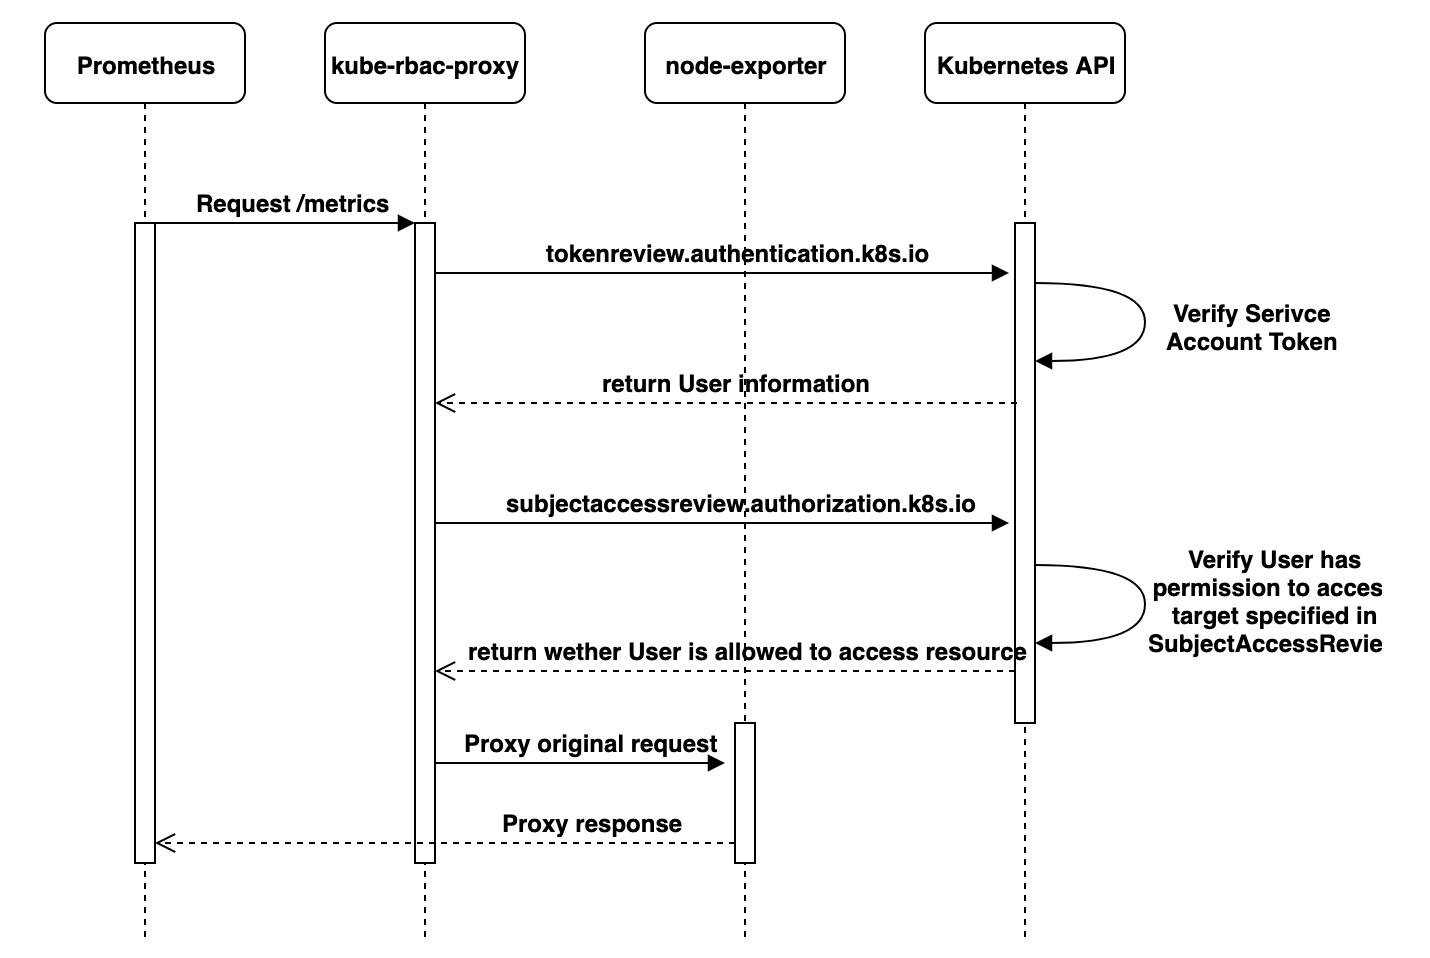 Prometheus
kube-rbac-proxy
node-exporter
Kubernetes API
Request /metrics
tokenreview.authentication.k8s.io
Verify Serivce
Account Token
return User information
subjectaccessreview.authorization.k8s.io
Verify User has
permission to acces
target specified in
SubjectAccessRevie
return wether User is allowed to access resource
Proxy original request
Proxy response